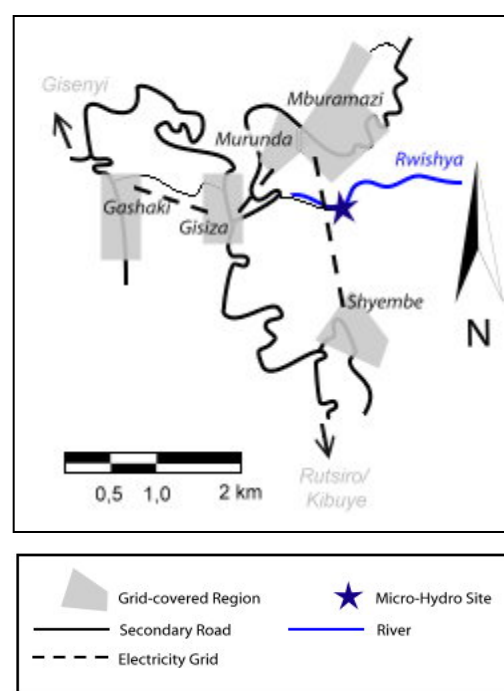 Gisenyi
Mburamazi
Murunda
Rwishya
Gashaki
Gisiza
Shyembe
N
0,5 1,0 2 km
Rutsiro/
Kibuye
Grid-covered Region
Micro-Hydro Site
Secondary Road
River
Electricity Grid